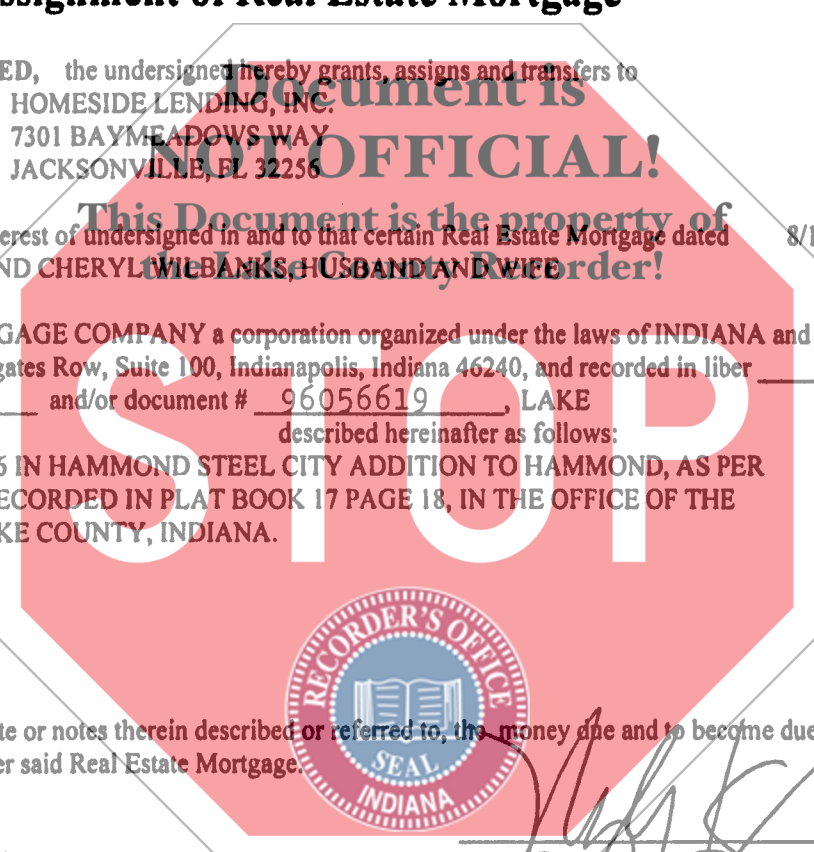 ssignment of Real Estate Mortgage
ED, the undersigned hereby grants, assigns and transfers to
HOMESIDE LENDING, INC.
7301 BAYMEADOWS WAY
JACKSONVILLE, FL 32256
Document is
NOT OFFICIAL!
This Document is the property of
the Lake County Recorder!
erest of undersigned in and to that certain Real Estate Mortgage dated 8/1
ND CHERYL WILBANKS, HUSBAND AND WIFE
GAGE COMPANY a corporation organized under the laws of INDIANA and
gates Row, Suite 100, Indianapolis, Indiana 46240, and recorded in liber
and/or document # 96056619, LAKE
described hereinafter as follows:
6 IN HAMMOND STEEL CITY ADDITION TO HAMMOND, AS PER
ECORDED IN PLAT BOOK 17 PAGE 18, IN THE OFFICE OF THE
KE COUNTY, INDIANA.
STOP
RECORDER'S OFFICE
SEAL
INDIANA
te or notes therein described or referred to, the money due and to become due
er said Real Estate Mortgage.